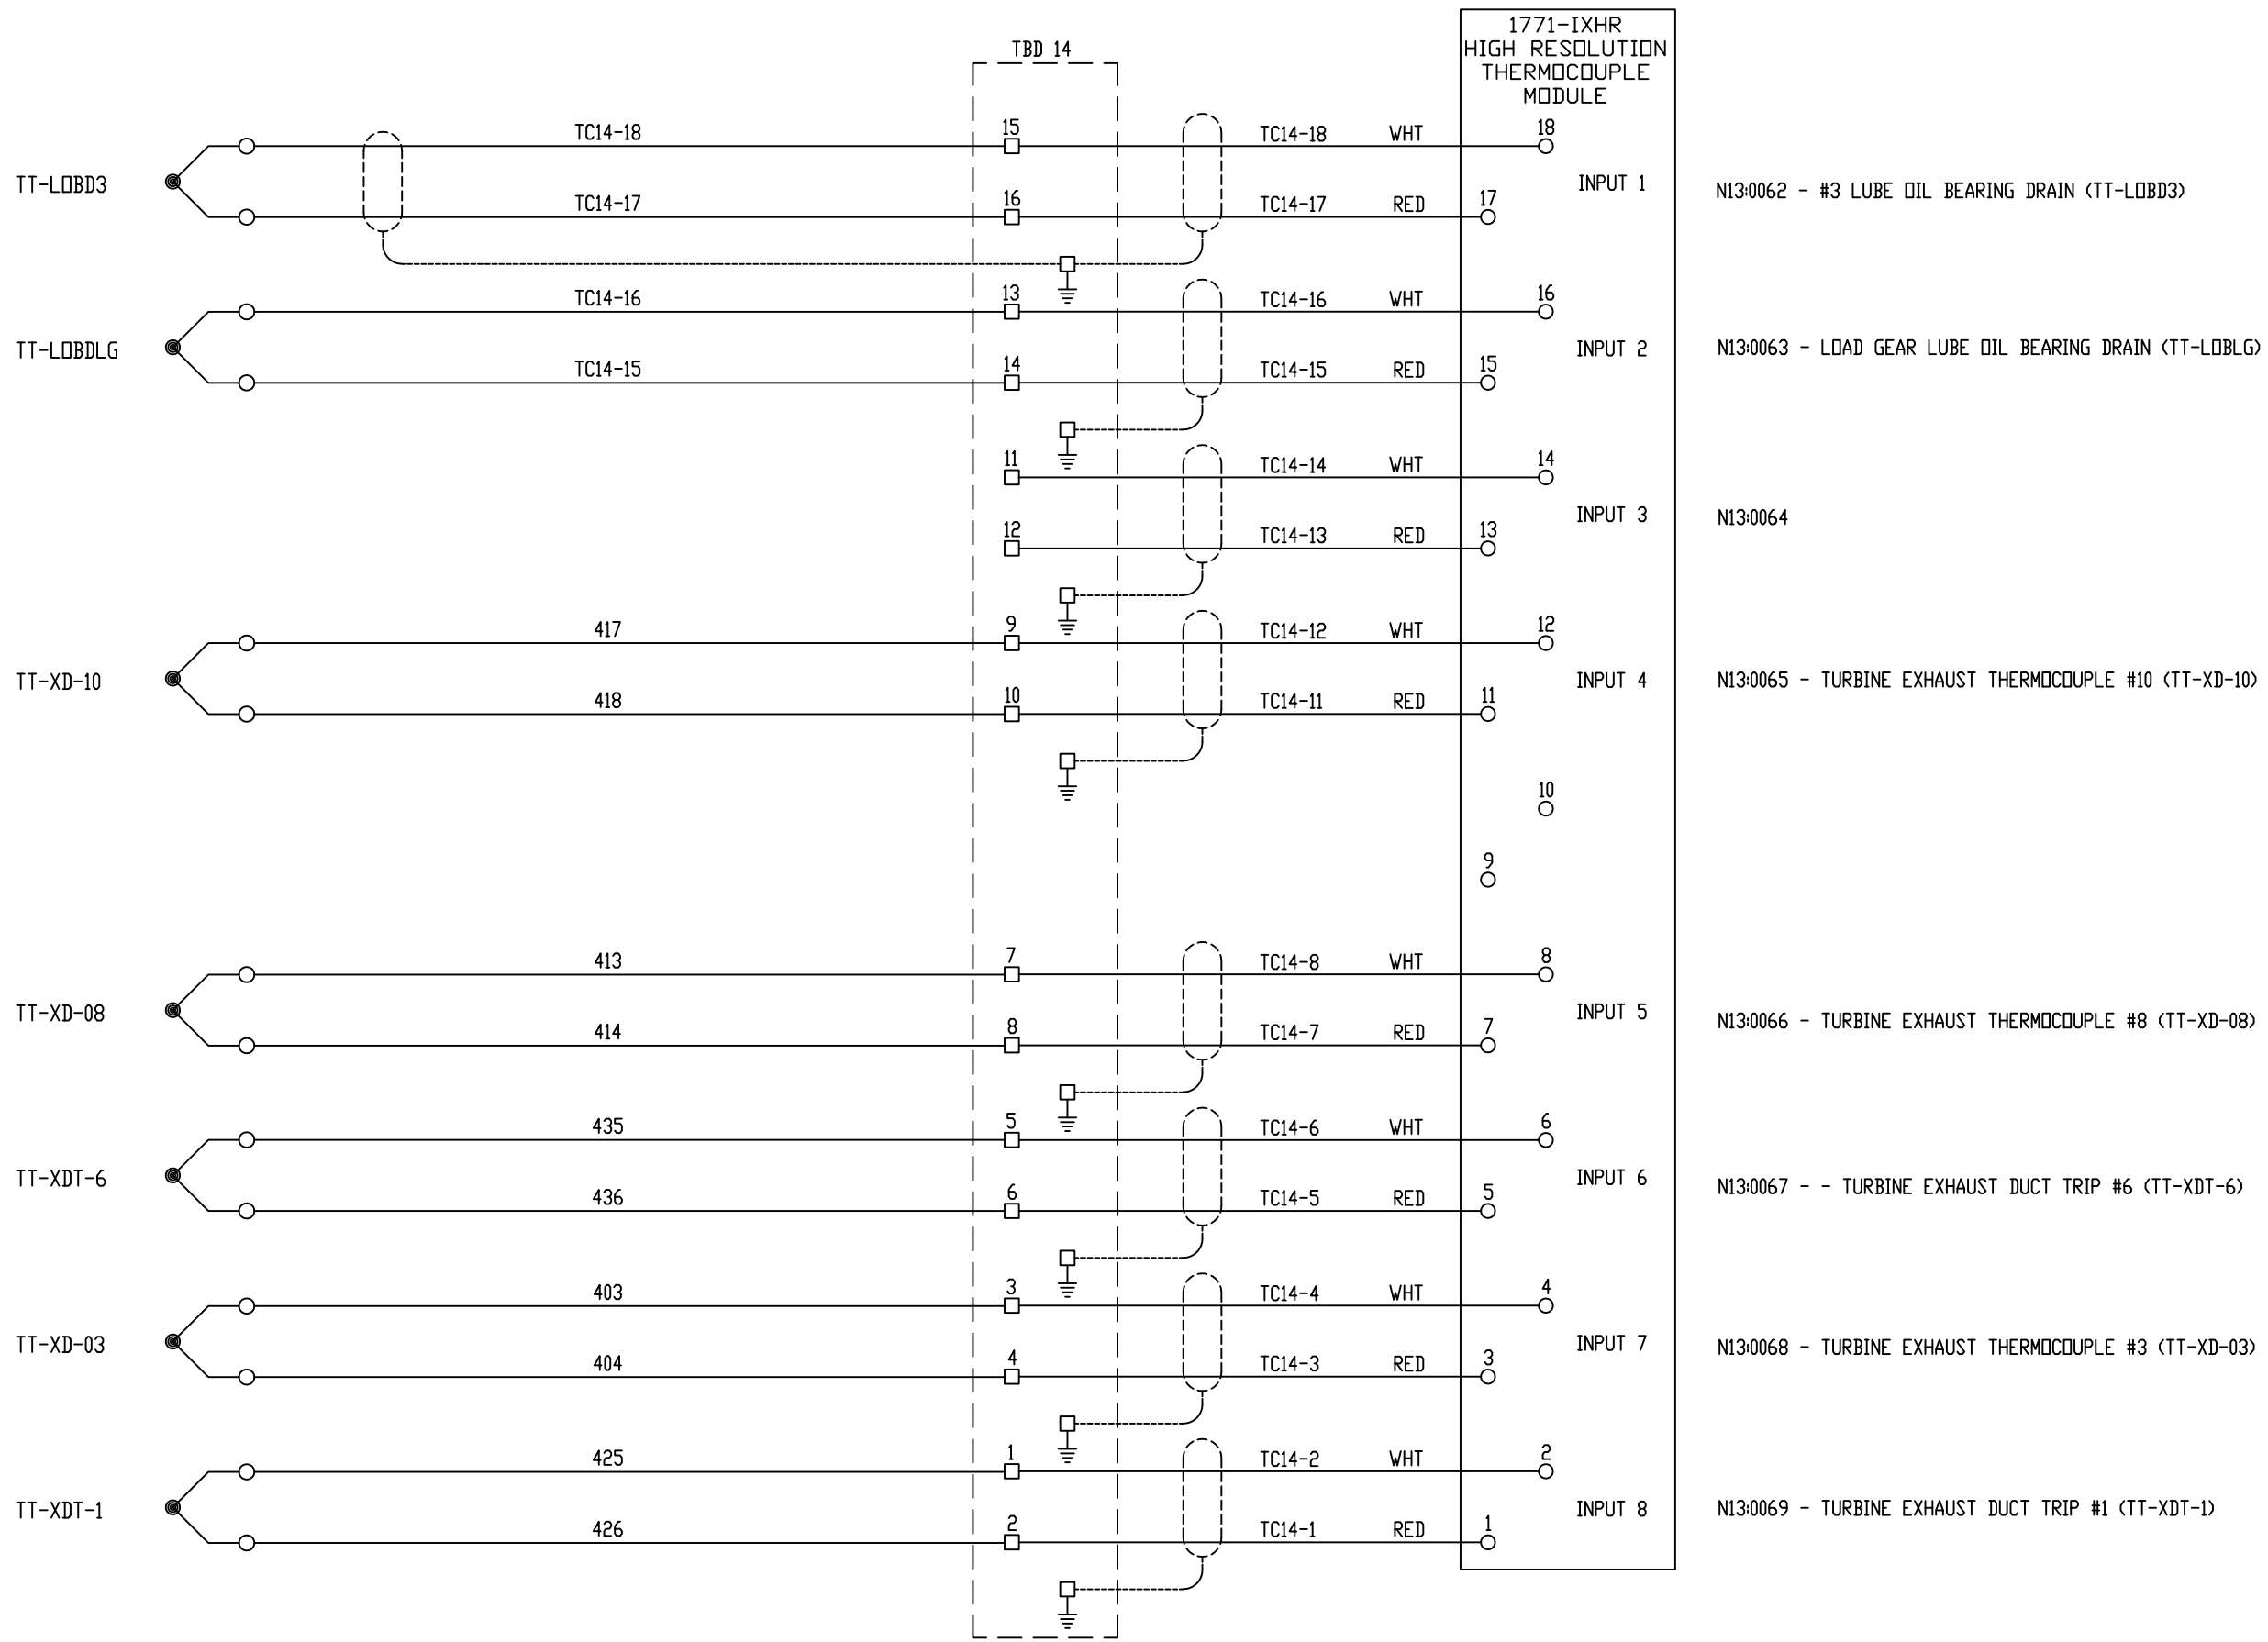 1771-IXHR
HIGH RESOLUTION
THERMOCOUPLE
MODULE
TBD 14
TC14-18 15 TC14-18 WHT 18
TT-LOBD3 INPUT 1 N13:0062 - #3 LUBE OIL BEARING DRAIN (TT-LOBD3)
TC14-17 16 TC14-17 RED 17
TC14-16 13 TC14-16 WHT 16
TT-LOBDLG INPUT 2 N13:0063 - LOAD GEAR LUBE OIL BEARING DRAIN (TT-LOBLG)
TC14-15 14 TC14-15 RED 15
11 TC14-14 WHT 14
INPUT 3 N13:0064
12 TC14-13 RED 13
417 9 TC14-12 WHT 12
TT-XD-10 INPUT 4 N13:0065 - TURBINE EXHAUST THERMOCOUPLE #10 (TT-XD-10)
418 10 TC14-11 RED 11
10
9
413 7 TC14-8 WHT 8
TT-XD-08 INPUT 5 N13:0066 - TURBINE EXHAUST THERMOCOUPLE #8 (TT-XD-08)
414 8 TC14-7 RED 7
435 5 TC14-6 WHT 6
TT-XDT-6 INPUT 6 N13:0067 - - TURBINE EXHAUST DUCT TRIP #6 (TT-XDT-6)
436 6 TC14-5 RED 5
403 3 TC14-4 WHT 4
TT-XD-03 INPUT 7 N13:0068 - TURBINE EXHAUST THERMOCOUPLE #3 (TT-XD-03)
404 4 TC14-3 RED 3
425 1 TC14-2 WHT 2
TT-XDT-1 INPUT 8 N13:0069 - TURBINE EXHAUST DUCT TRIP #1 (TT-XDT-1)
426 2 TC14-1 RED 1